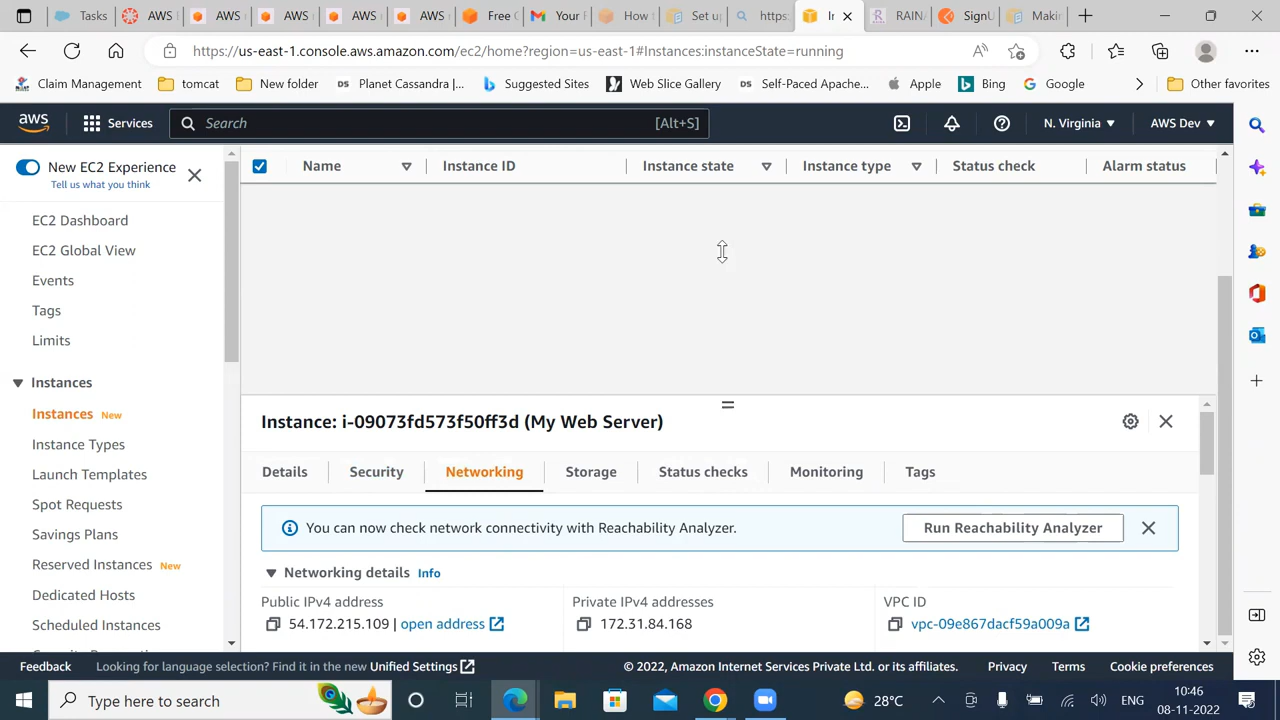 Tasks
AWS
AWS
AWS
AWS
AWS
Free
Your
How
Set up
https:
In
RAIN
SignU
Makin
https://us-east-1.console.aws.amazon.com/ec2/home?region=us-east-1#Instances:instanceState=running
Claim Management
tomcat
New folder
DS Planet Cassandra |...
Suggested Sites
Web Slice Gallery
DS Self-Paced Apache...
Apple
Bing
Google
Other favorites
aws
Services
Search
[Alt+S]
N. Virginia
AWS Dev
New EC2 Experience
Tell us what you think
EC2 Dashboard
EC2 Global View
Events
Tags
Limits
Instances
Instances New
Instance Types
Launch Templates
Spot Requests
Savings Plans
Reserved Instances New
Dedicated Hosts
Scheduled Instances
Name
Instance ID
Instance state
Instance type
Status check
Alarm status
Instance: i-09073fd573f50ff3d (My Web Server)
Details
Security
Networking
Storage
Status checks
Monitoring
Tags
You can now check network connectivity with Reachability Analyzer.
Run Reachability Analyzer
Networking details Info
Public IPv4 address
54.172.215.109 | open address
Private IPv4 addresses
172.31.84.168
VPC ID
vpc-09e867dacf59a009a
Feedback
Looking for language selection? Find it in the new Unified Settings
© 2022, Amazon Internet Services Private Ltd. or its affiliates.
Privacy
Terms
Cookie preferences
Type here to search
28°C
ENG
10:46
08-11-2022